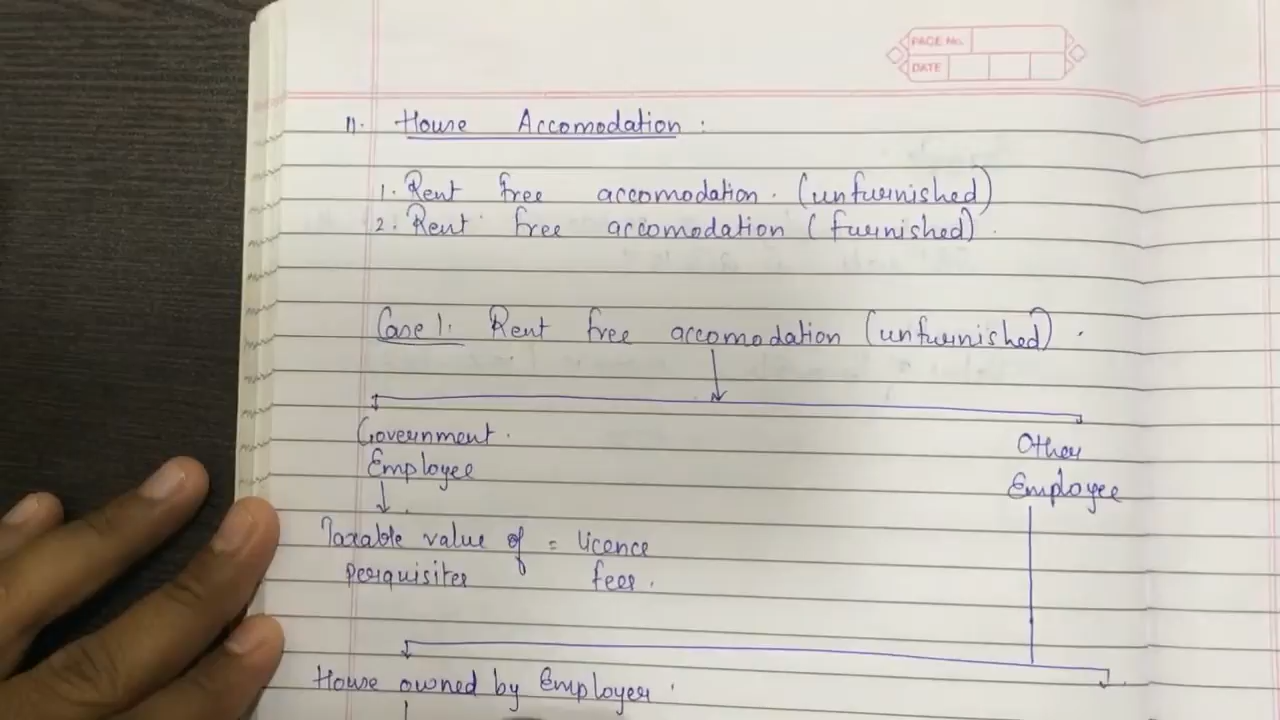 PAGE No.
DATE
11. House Accomodation :
1. Rent free accomodation. (unfurnished)
2. Rent free accomodation (furnished).
Case 1. Rent free accomodation (unfurnished).
Government.
Employee
Other
Employee
Taxable value of = licence
perquisites fees.
House owned by Employer